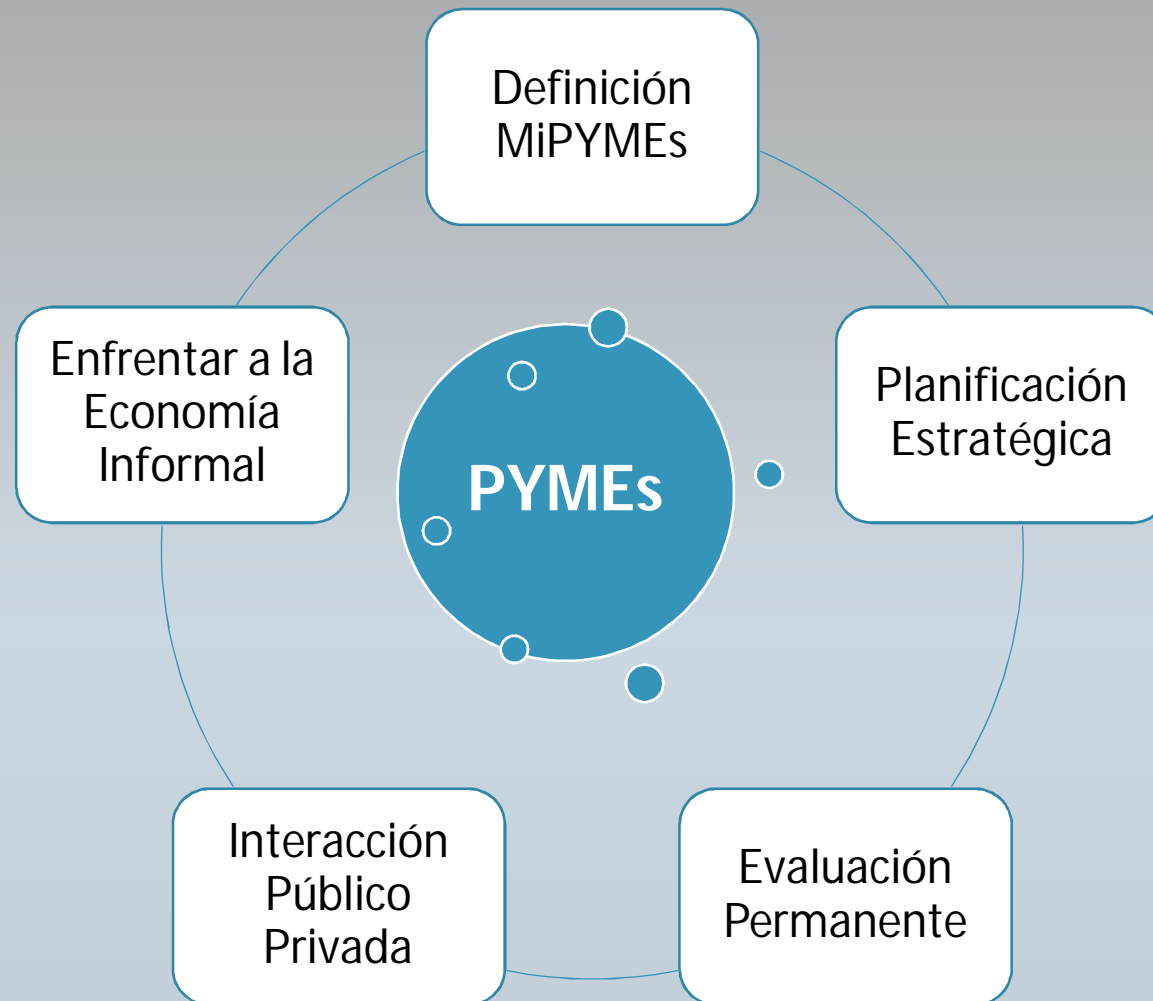 Definición
MiPYMEs
Enfrentar a la
Economía
Informal
PYMEs
Planificación
Estratégica
Interacción
Público
Privada
Evaluación
Permanente